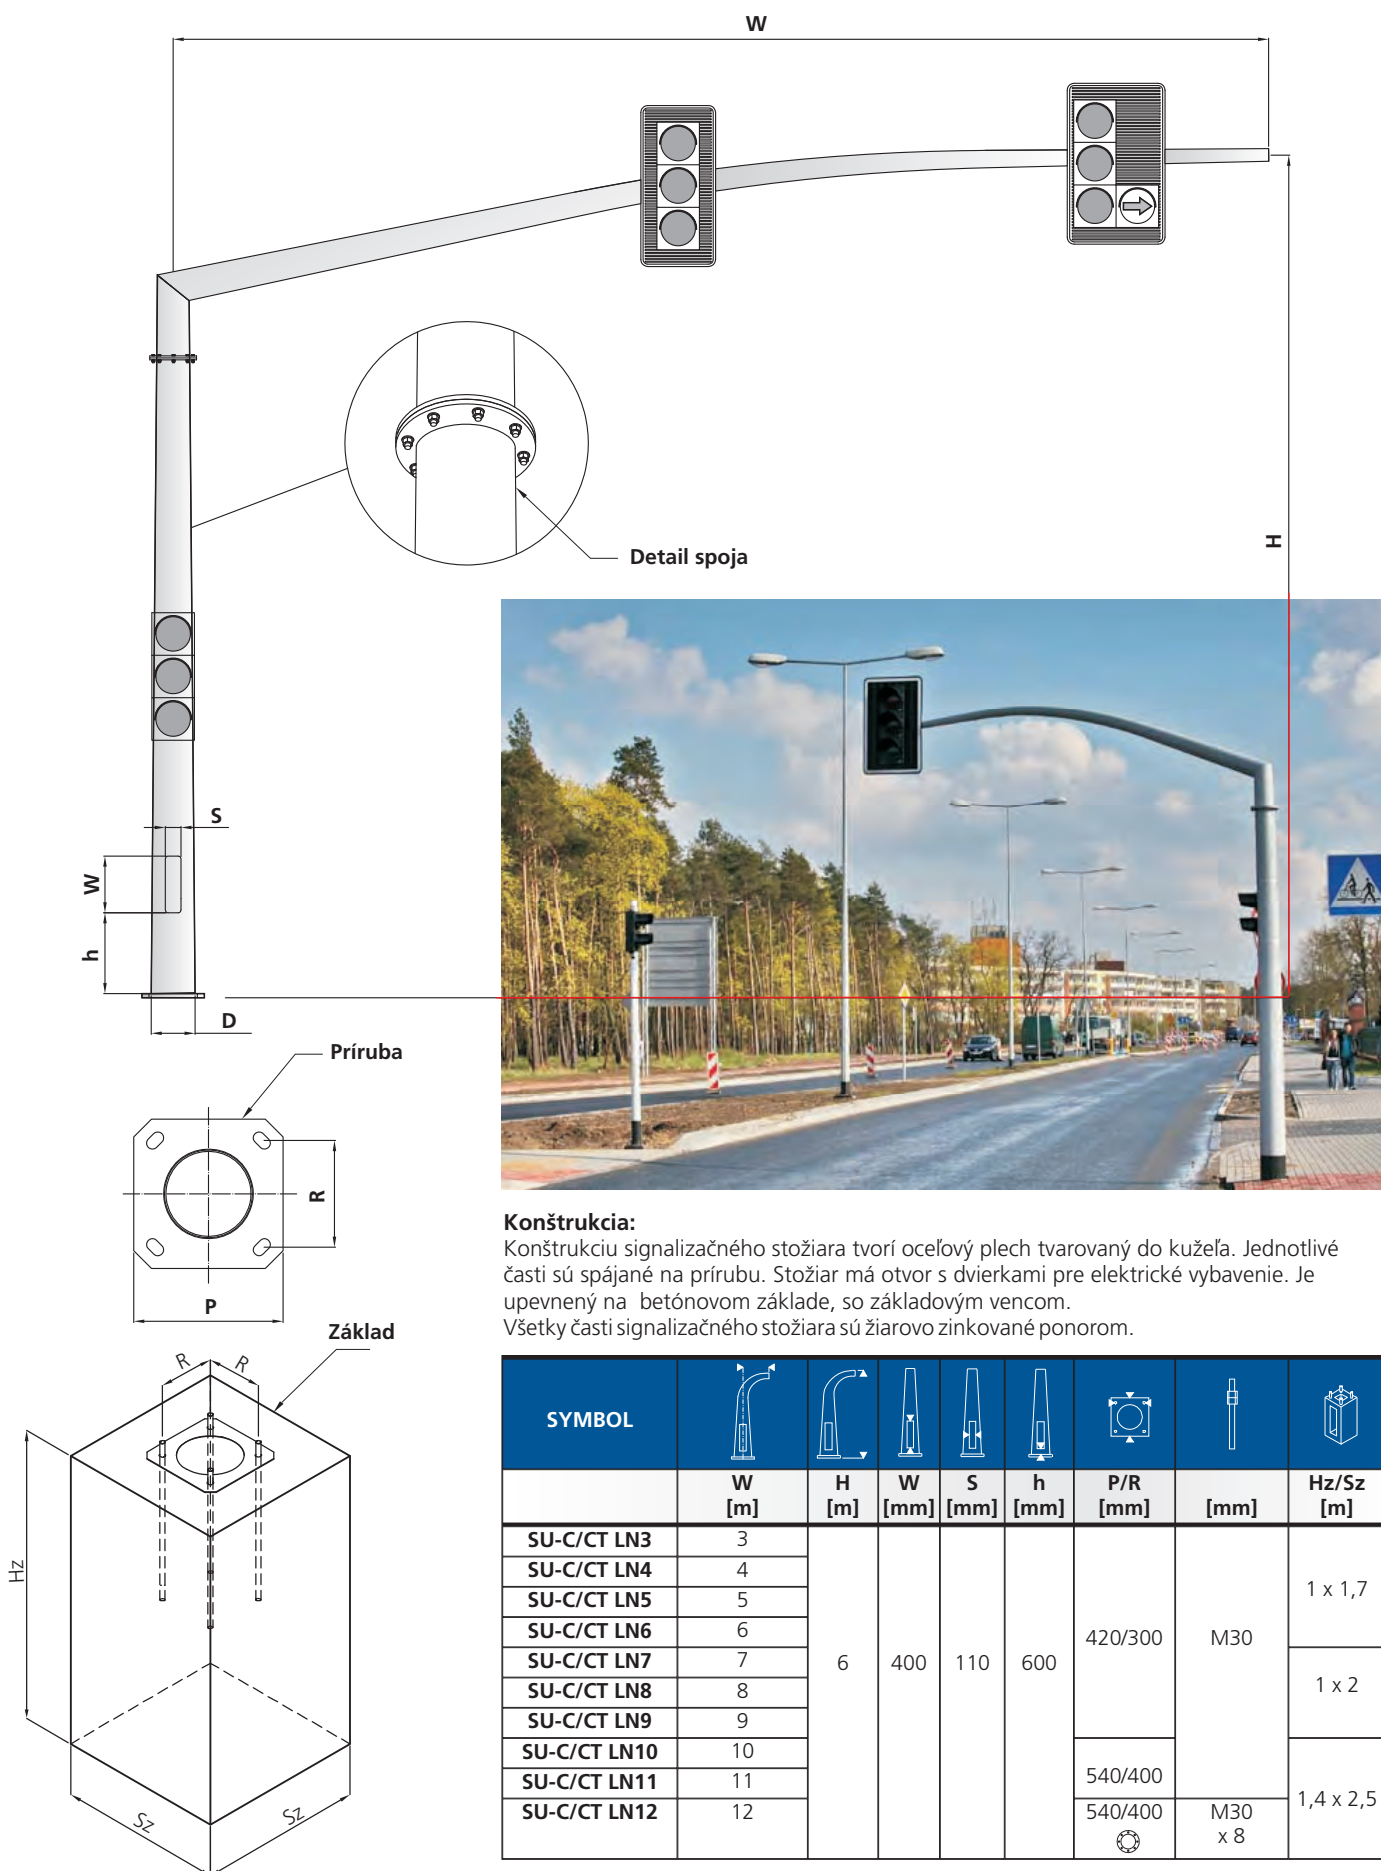 W
H
Detail spoja
S
W
h
D
Príruba
R
P
Základ
R R
Hz
Sz Sz
Konštrukcia:
Konštrukciu signalizačného stožiara tvorí oceľový plech tvarovaný do kužeľa. Jednotlivé
časti sú spájané na prírubu. Stožiar má otvor s dvierkami pre elektrické vybavenie. Je
upevnený na betónovom základe, so základovým vencom.
Všetky časti signalizačného stožiara sú žiarovo zinkované ponorom.
SYMBOL
W H W S h P/R Hz/Sz
[m] [m] [mm] [mm] [mm] [mm] [mm] [m]
SU-C/CT LN3 3
SU-C/CT LN4 4
SU-C/CT LN5 5 1 x 1,7
SU-C/CT LN6 6 420/300 M30
SU-C/CT LN7 7 6 400 110 600
SU-C/CT LN8 8 1 x 2
SU-C/CT LN9 9
SU-C/CT LN10 10
SU-C/CT LN11 11 540/400 1,4 x 2,5
SU-C/CT LN12 12 540/400 M30
x 8